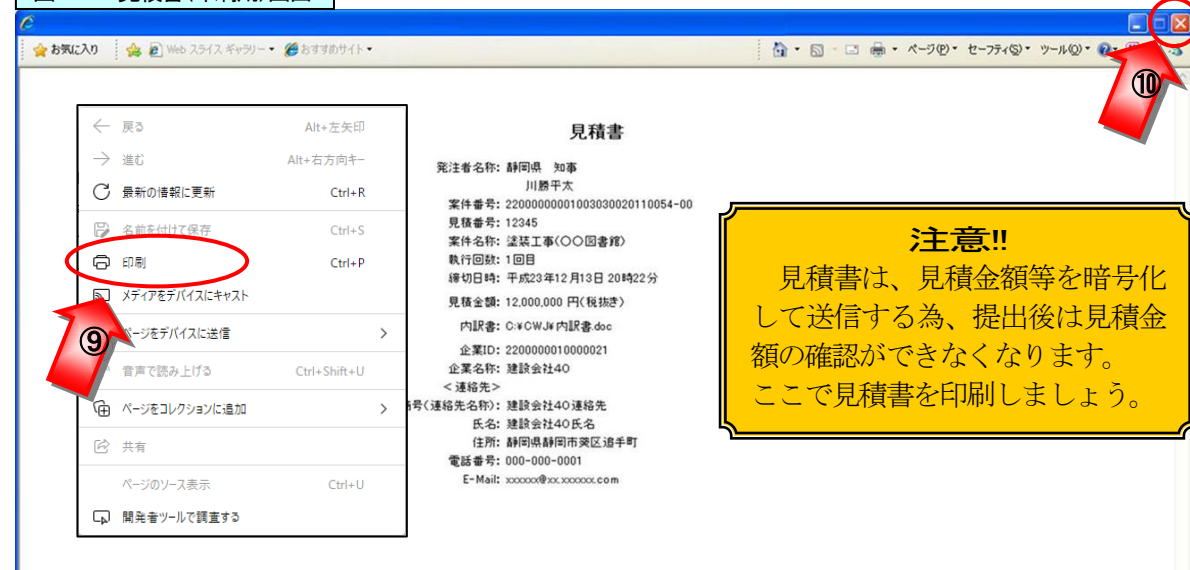 見積書(印刷用)画面
お気に入り
Web スライス ギャラリー
おすすめサイト
ページ(P)
セーフティ(S)
ツール(O)
⑩
戻る Alt+左矢印
進む Alt+右方向キー
最新の情報に更新 Ctrl+R
名前を付けて保存 Ctrl+S
印刷 Ctrl+P
メディアをデバイスにキャスト
ページをデバイスに送信
⑨
音声で読み上げる Ctrl+Shift+U
ページをコレクションに追加
共有
ページのソース表示 Ctrl+U
開発者ツールで調査する
見積書
発注者名称: 静岡県 知事
川勝平太
案件番号: 22000000001003030020110054-00
見積番号: 12345
案件名称: 塗装工事(〇〇図書館)
執行回数: 1回目
締切日時: 平成23年12月13日 20時22分
見積金額: 12,000,000 円(税抜き)
内訳書: C:¥CWJ¥内訳書.doc
企業ID: 2200000010000021
企業名称: 建設会社40
<連絡先>
号(連絡先名称): 建設会社40連絡先
氏名: 建設会社40氏名
住所: 静岡県静岡市葵区追手町
電話番号: 000-000-0001
E-Mail: xxxxxx@xx.xxxxxx.com
注意!!
見積書は、見積金額等を暗号化
して送信する為、提出後は見積金
額の確認ができなくなります。
ここで見積書を印刷しましょう。